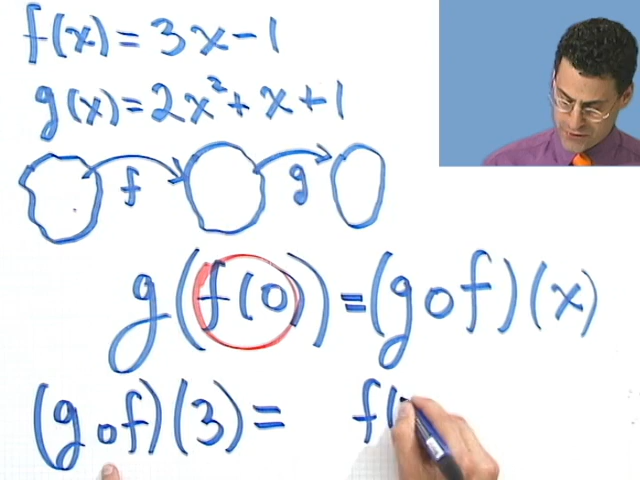 f(x) = 3x - 1
g(x) = 2x² + x + 1
f g
g(f(0)) = (g o f)(x)
(g o f)(3) = f(